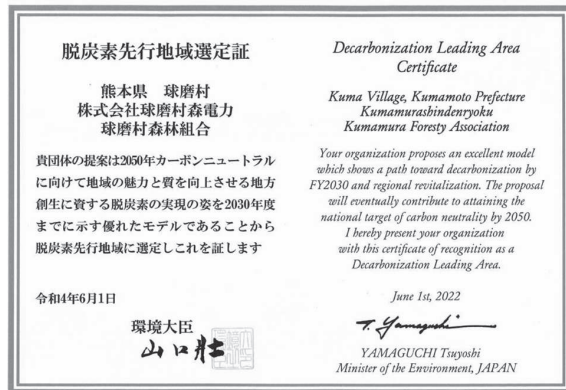 脱炭素先行地域選定証
熊本県 球磨村
株式会社球磨村森電力
球磨村森林組合
貴団体の提案は2050年カーボンニュートラル
に向けて地域の魅力と質を向上させる地方
創生に資する脱炭素の実現の姿を2030年度
までに示す優れたモデルであることから
脱炭素先行地域に選定しこれを証します
令和4年6月1日
環境大臣
山口壯
Decarbonization Leading Area
Certificate
Kuma Village, Kumamoto Prefecture
Kumamurashindenryoku
Kumamura Foresty Association
Your organization proposes an excellent model
which shows a path toward decarbonization by
FY2030 and regional revitalization. The proposal
will eventually contribute to attaining the
national target of carbon neutrality by 2050.
I hereby present your organization
with this certificate of recognition as a
Decarbonization Leading Area.
June 1st, 2022
T. Yamaguchi
YAMAGUCHI Tsuyoshi
Minister of the Environment, JAPAN